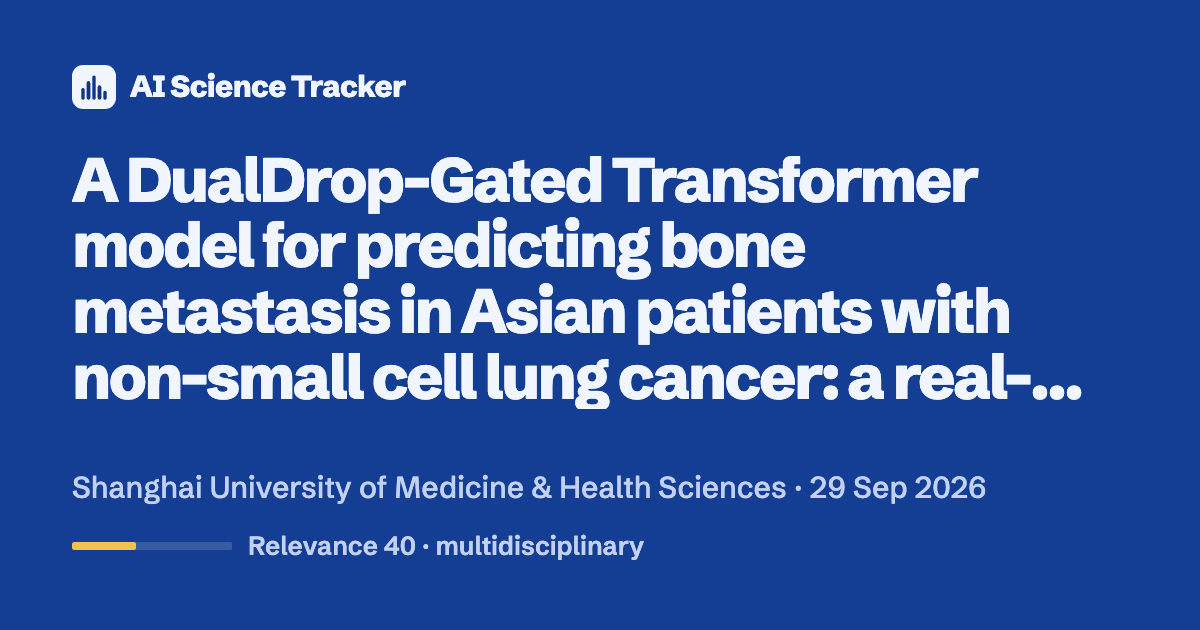 AI Science Tracker
A DualDrop-Gated Transformer
model for predicting bone
metastasis in Asian patients with
non-small cell lung cancer: a real-...
Shanghai University of Medicine & Health Sciences · 29 Sep 2026
Relevance 40 · multidisciplinary